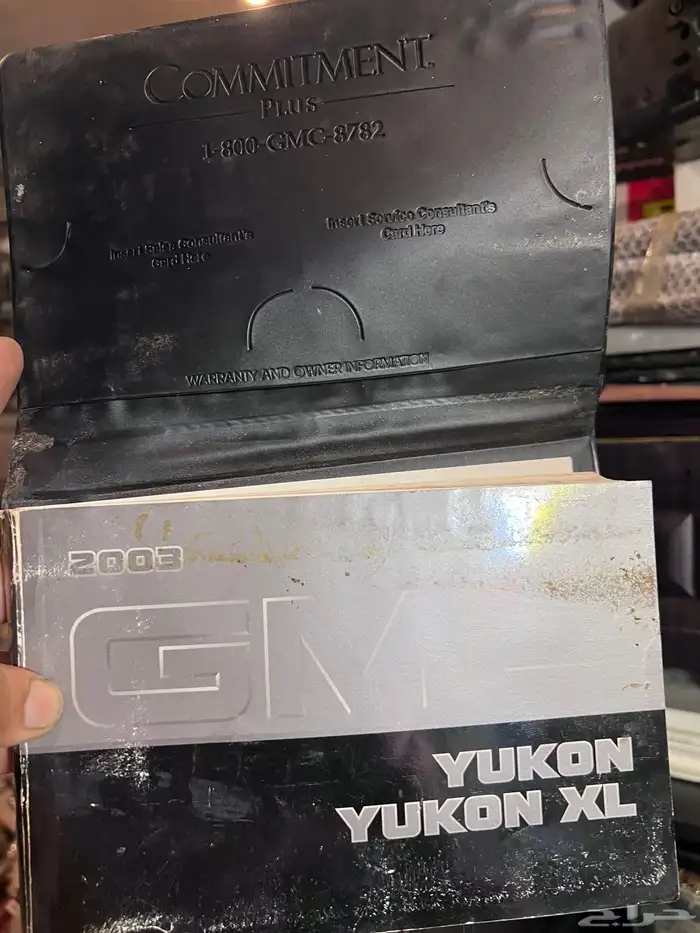 COMMITMENT
PLUS
1-800-GMC-8782
Insert Sales Consultant's
Card Here
Insert Service Consultant's
Card Here
WARRANTY AND OWNER INFORMATION
2003
GMC
YUKON
YUKON XL
حراج